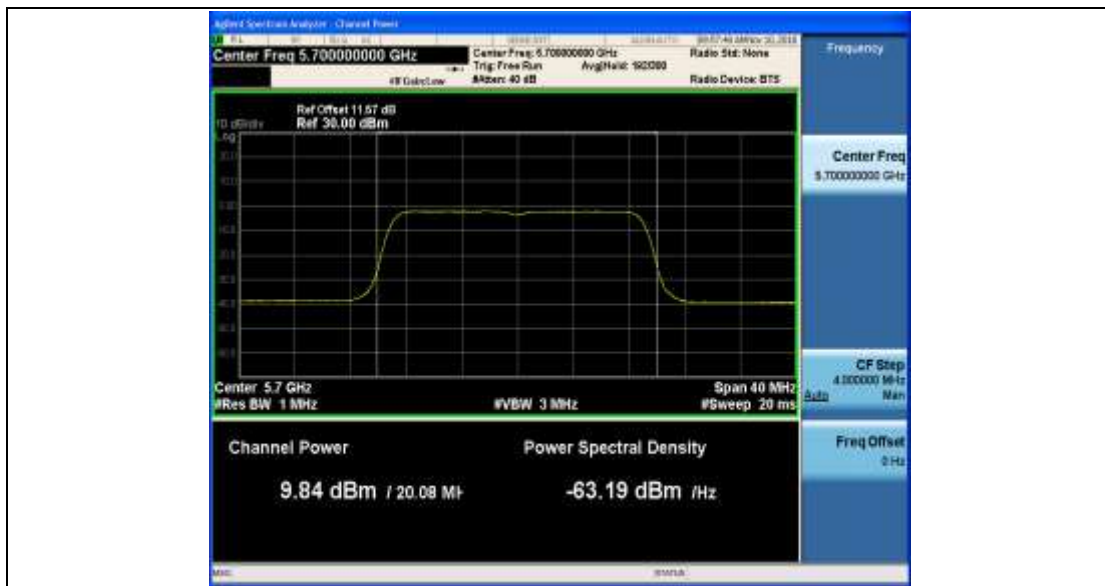 Agilent Spectrum Analyzer - Channel Power
Center Freq 5.700000000 GHz
Center Freq: 5.700000000 GHz
Radio Std: None
Trig: Free Run
Avg|Hold:
#IFGain:Low
#Atten: 40 dB
Radio Device: BTS
Frequency
Ref Offset 11.57 dB
10 dB/div
Ref 30.00 dBm
Log
Center Freq
5.700000000 GHz
Center 5.7 GHz
Span 40 MHz
#Res BW 1 MHz
#VBW 3 MHz
#Sweep 20 ms
CF Step
4.000000 MHz
Auto
Man
Channel Power
Power Spectral Density
Freq Offset
0 Hz
9.84 dBm / 20.08 MH
-63.19 dBm /Hz
MSG
STATUS